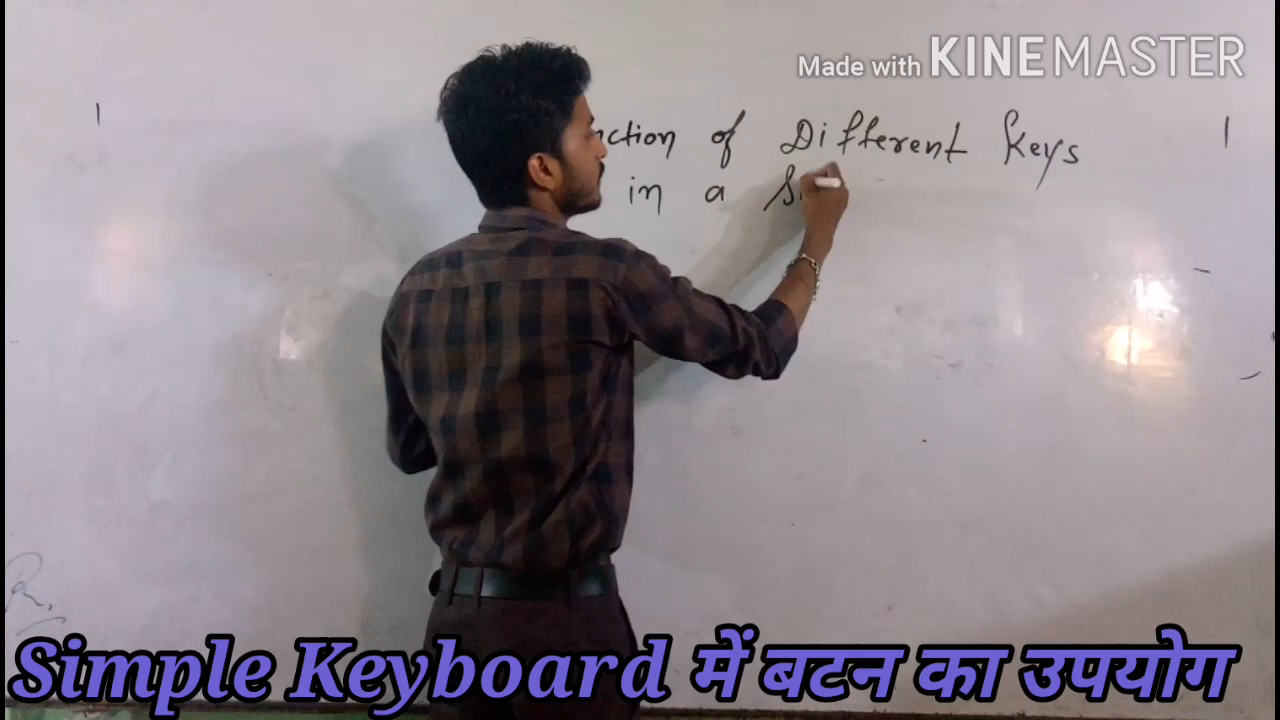 Made with KINEMASTER
nction of Different Keys
in a Si
R.
Simple Keyboard में बटन का उपयोग